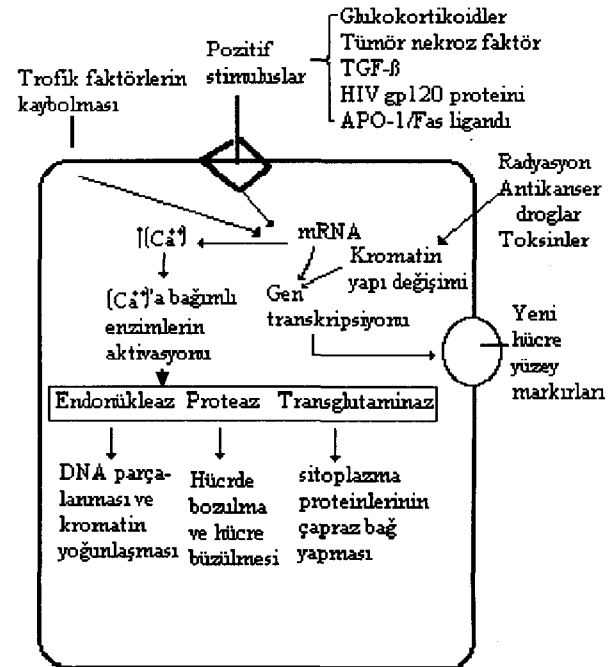 Glukokortikoidler
Tümör nekroz faktör
TGF-ß
HIV gp120 proteini
APO-1/Fas ligandı
Pozitif
stimuluslar
Trofik faktörlerin
kaybolması
Radyasyon
Antikanser
droglar
Toksinler
↑[Ca⁺⁺]
mRNA
Kromatin
yapı değişimi
[Ca⁺⁺]'a bağımlı
enzimlerin
aktivasyonu
Gen
transkripsiyonu
Yeni
hücre
yüzey
markırları
Endonükleaz Proteaz Transglutaminaz
DNA parça-
lanması ve
kromatin
yoğunlaşması
Hücrde
bozulma
ve hücre
büzülmesi
sitoplazma
proteinlerinin
çapraz bağ
yapması